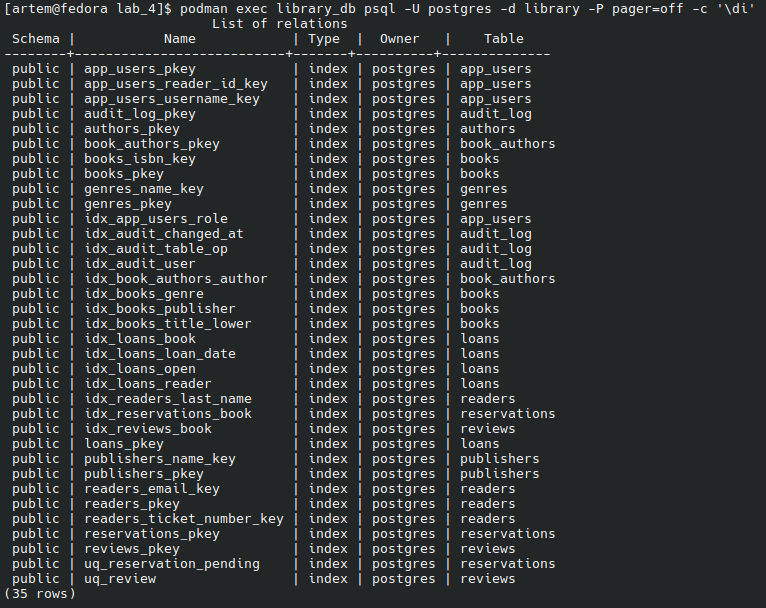 [artem@fedora lab_4]$ podman exec library_db psql -U postgres -d library -P pager=off -c '\di'
                          List of relations
 Schema |           Name            | Type  |  Owner   |    Table
--------+---------------------------+-------+----------+--------------
 public | app_users_pkey            | index | postgres | app_users
 public | app_users_reader_id_key   | index | postgres | app_users
 public | app_users_username_key    | index | postgres | app_users
 public | audit_log_pkey            | index | postgres | audit_log
 public | authors_pkey              | index | postgres | authors
 public | book_authors_pkey         | index | postgres | book_authors
 public | books_isbn_key            | index | postgres | books
 public | books_pkey                | index | postgres | books
 public | genres_name_key           | index | postgres | genres
 public | genres_pkey               | index | postgres | genres
 public | idx_app_users_role        | index | postgres | app_users
 public | idx_audit_changed_at      | index | postgres | audit_log
 public | idx_audit_table_op        | index | postgres | audit_log
 public | idx_audit_user            | index | postgres | audit_log
 public | idx_book_authors_author   | index | postgres | book_authors
 public | idx_books_genre           | index | postgres | books
 public | idx_books_publisher       | index | postgres | books
 public | idx_books_title_lower     | index | postgres | books
 public | idx_loans_book            | index | postgres | loans
 public | idx_loans_loan_date       | index | postgres | loans
 public | idx_loans_open            | index | postgres | loans
 public | idx_loans_reader          | index | postgres | loans
 public | idx_readers_last_name     | index | postgres | readers
 public | idx_reservations_book     | index | postgres | reservations
 public | idx_reviews_book          | index | postgres | reviews
 public | loans_pkey                | index | postgres | loans
 public | publishers_name_key       | index | postgres | publishers
 public | publishers_pkey           | index | postgres | publishers
 public | readers_email_key         | index | postgres | readers
 public | readers_pkey              | index | postgres | readers
 public | readers_ticket_number_key | index | postgres | readers
 public | reservations_pkey         | index | postgres | reservations
 public | reviews_pkey              | index | postgres | reviews
 public | uq_reservation_pending    | index | postgres | reservations
 public | uq_review                 | index | postgres | reviews
(35 rows)